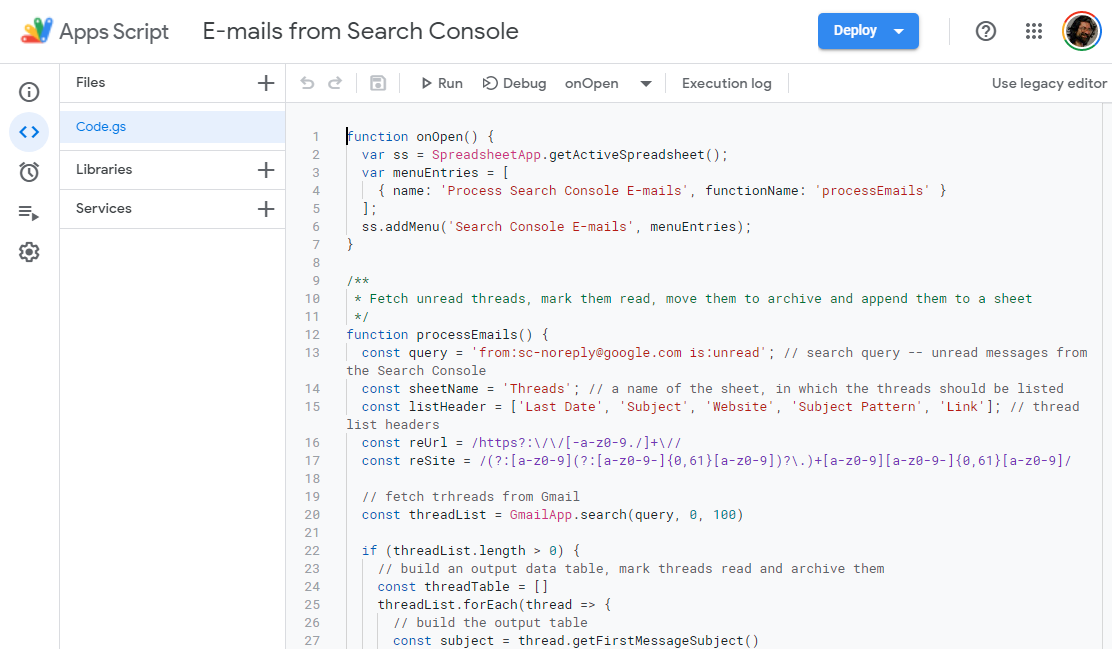 Apps Script E-mails from Search Console Deploy
Files
Run Debug onOpen Execution log Use legacy editor
Code.gs
Libraries
Services
1 function onOpen() {
2 var ss = SpreadsheetApp.getActiveSpreadsheet();
3 var menuEntries = [
4 { name: 'Process Search Console E-mails', functionName: 'processEmails' }
5 ];
6 ss.addMenu('Search Console E-mails', menuEntries);
7 }
8
9 /**
10 * Fetch unread threads, mark them read, move them to archive and append them to a sheet
11 */
12 function processEmails() {
13 const query = 'from:sc-noreply@google.com is:unread'; // search query -- unread messages from
the Search Console
14 const sheetName = 'Threads'; // a name of the sheet, in which the threads should be listed
15 const listHeader = ['Last Date', 'Subject', 'Website', 'Subject Pattern', 'Link']; // thread
list headers
16 const reUrl = /https?:\/\/[-a-z0-9./]+\//
17 const reSite = /(?:[a-z0-9](?:[a-z0-9-]{0,61}[a-z0-9])?\.)+[a-z0-9][a-z0-9-]{0,61}[a-z0-9]/
18
19 // fetch trhreads from Gmail
20 const threadList = GmailApp.search(query, 0, 100)
21
22 if (threadList.length > 0) {
23 // build an output data table, mark threads read and archive them
24 const threadTable = []
25 threadList.forEach(thread => {
26 // build the output table
27 const subject = thread.getFirstMessageSubject()